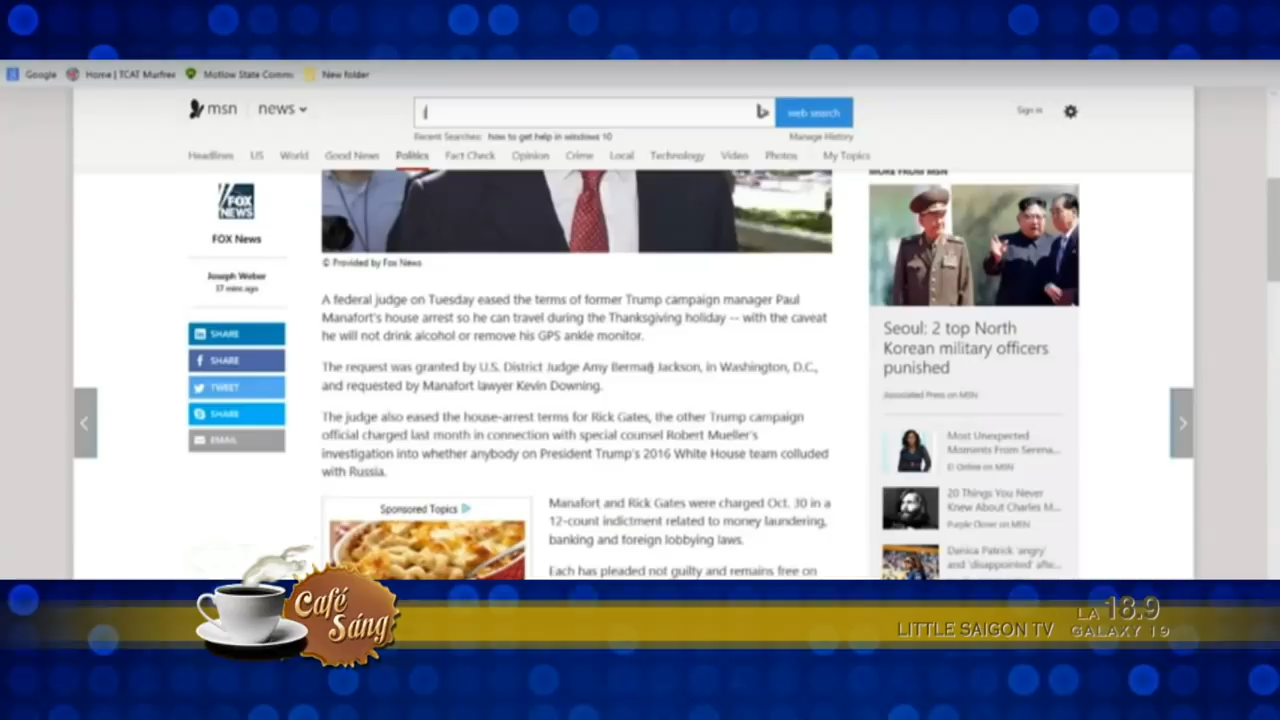 Google
Home | TCAT Murfree
Motlow State Commu
New folder
msn
news
web search
Sign in
Recent Searches: how to get help in windows 10
Manage History
Headlines US World Good News Politics Fact Check Opinion Crime Local Technology Video Photos My Topics
MORE FROM MSN
FOX NEWS
FOX News
Joseph Weber
37 mins ago
SHARE
SHARE
TWEET
SHARE
EMAIL
© Provided by Fox News
A federal judge on Tuesday eased the terms of former Trump campaign manager Paul
Manafort's house arrest so he can travel during the Thanksgiving holiday -- with the caveat
he will not drink alcohol or remove his GPS ankle monitor.
The request was granted by U.S. District Judge Amy Berman Jackson, in Washington, D.C.,
and requested by Manafort lawyer Kevin Downing.
The judge also eased the house-arrest terms for Rick Gates, the other Trump campaign
official charged last month in connection with special counsel Robert Mueller's
investigation into whether anybody on President Trump's 2016 White House team colluded
with Russia.
Sponsored Topics
Manafort and Rick Gates were charged Oct. 30 in a
12-count indictment related to money laundering,
banking and foreign lobbying laws.
Each has pleaded not guilty and remains free on
Seoul: 2 top North
Korean military officers
punished
Associated Press on MSN
Most Unexpected
Moments From Serena...
E! Online on MSN
20 Things You Never
Knew About Charles M...
Purple Clover on MSN
Danica Patrick 'angry'
and 'disappointed' afte...
Café
Sáng
LITTLE SAIGON TV
LA 18.9
GALAXY 19